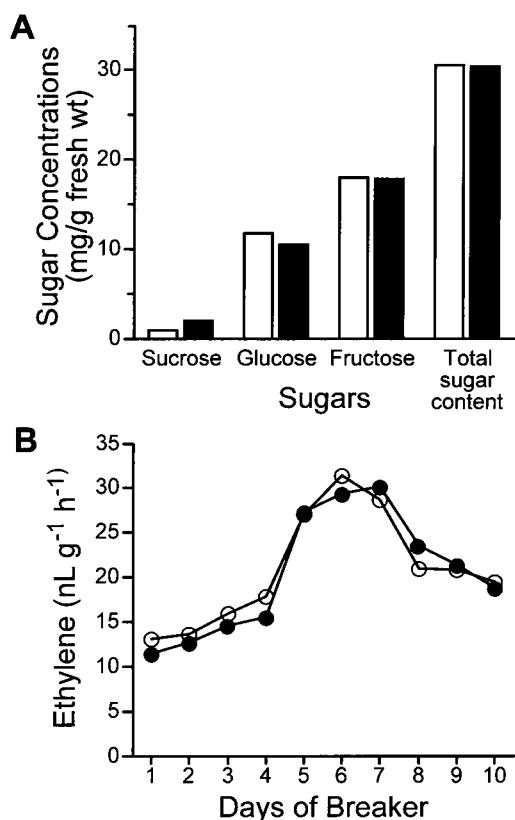 A
Sugar Concentrations
(mg/g fresh wt)
30
20
10
0
Sucrose Glucose Fructose Total
sugar
content
Sugars
B
Ethylene (nL g-1 h-1)
35
30
25
20
15
10
5
0
1 2 3 4 5 6 7 8 9 10
Days of Breaker